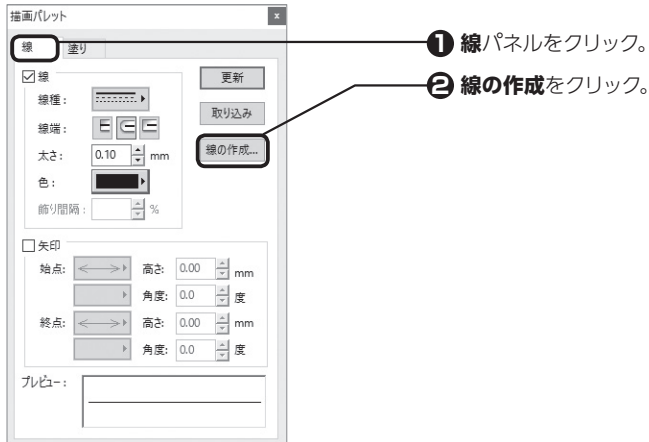 描画パレット x
線 塗り
❶ 線パネルをクリック。
❷ 線の作成をクリック。
線
更新
線種：
取り込み
線端：
線の作成...
太さ： 0.10 mm
色：
飾り間隔： %
矢印
始点: 高さ: 0.00 mm
角度: 0.0 度
終点: 高さ: 0.00 mm
角度: 0.0 度
プレビュー：